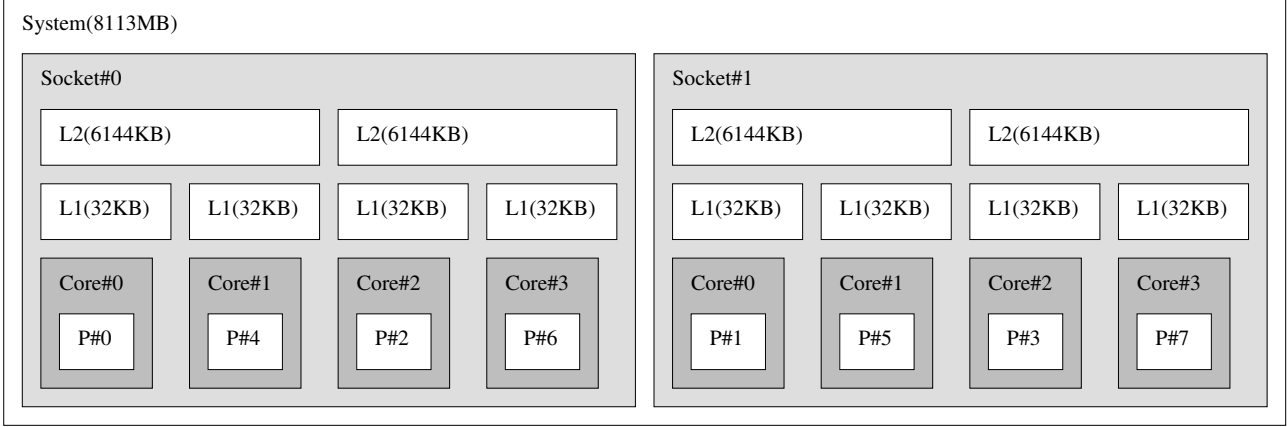 System(8113MB)
Socket#0
Socket#1
L2(6144KB)
L2(6144KB)
L2(6144KB)
L2(6144KB)
L1(32KB)
L1(32KB)
L1(32KB)
L1(32KB)
L1(32KB)
L1(32KB)
L1(32KB)
L1(32KB)
Core#0
Core#1
Core#2
Core#3
Core#0
Core#1
Core#2
Core#3
P#0
P#4
P#2
P#6
P#1
P#5
P#3
P#7